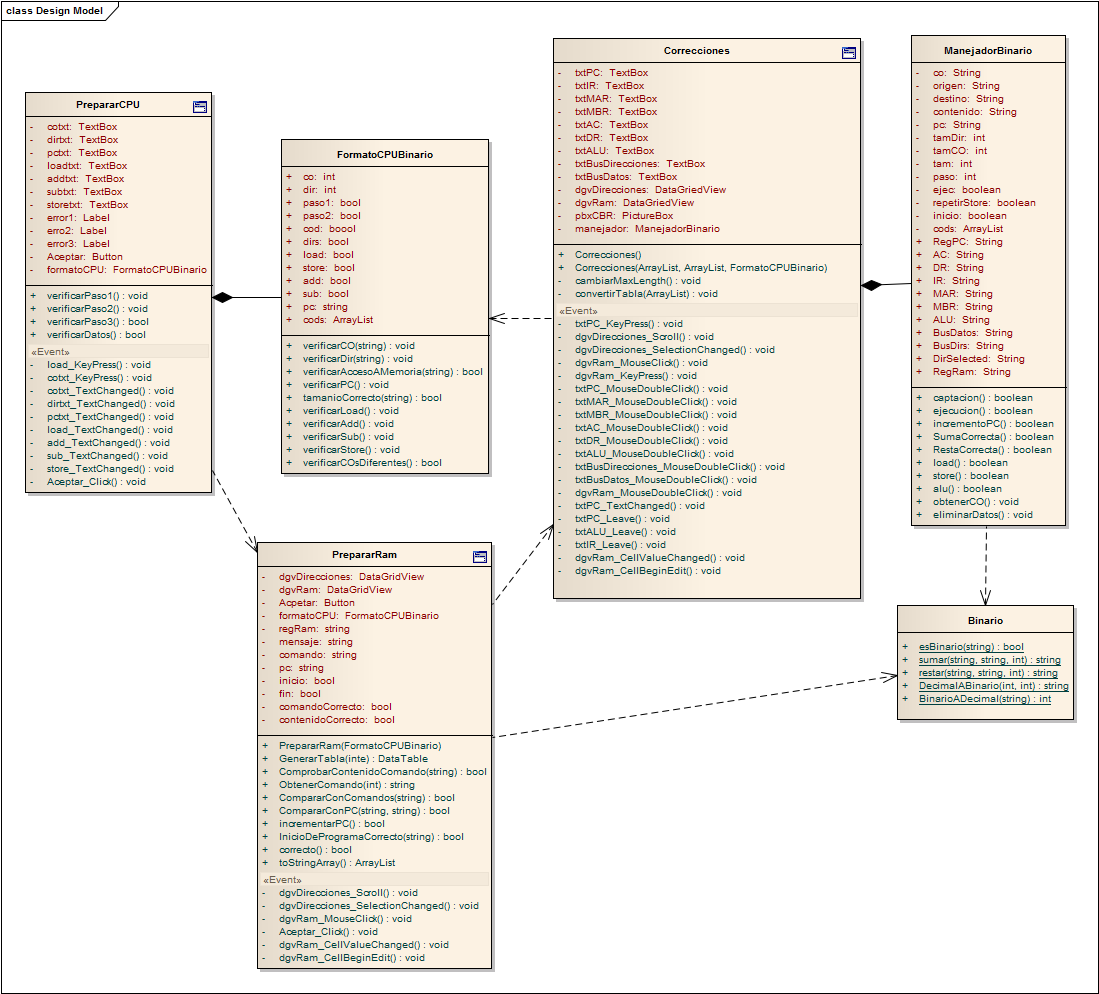 class Design Model
PrepararCPU
- cotxt: TextBox
- dirtxt: TextBox
- pctxt: TextBox
- loadtxt: TextBox
- addtxt: TextBox
- subtxt: TextBox
- storetxt: TextBox
- error1: Label
- erro2: Label
- error3: Label
- Aceptar: Button
- formatoCPU: FormatoCPUBinario
+ verificarPaso1() : void
+ verificarPaso2() : void
+ verificarPaso3() : bool
+ verificarDatos() : bool
«Event»
- load_KeyPress() : void
- cotxt_KeyPress() : void
- cotxt_TextChanged() : void
- dirtxt_TextChanged() : void
- pctxt_TextChanged() : void
- load_TextChanged() : void
- add_TextChanged() : void
- sub_TextChanged() : void
- store_TextChanged() : void
- Aceptar_Click() : void
FormatoCPUBinario
+ co: int
+ dir: int
+ paso1: bool
+ paso2: bool
+ cod: boool
+ dirs: bool
+ load: bool
+ store: bool
+ add: bool
+ sub: bool
+ pc: string
+ cods: ArrayList
+ verificarCO(string) : void
+ verificarDir(string) : void
+ verificarAccesoAMemoria(string) : bool
+ verificarPC() : void
+ tamanioCorrecto(string) : bool
+ verificarLoad() : void
+ verificarAdd() : void
+ verificarSub() : void
+ verificarStore() : void
+ verificarCOsDiferentes() : bool
Correcciones
- txtPC: TextBox
- txtIR: TextBox
- txtMAR: TextBox
- txtMBR: TextBox
- txtAC: TextBox
- txtDR: TextBox
- txtALU: TextBox
- txtBusDirecciones: TextBox
- txtBusDatos: TextBox
- dgvDirecciones: DataGriedView
- dgvRam: DataGriedView
- pbxCBR: PictureBox
- manejador: ManejadorBinario
+ Correcciones()
+ Correcciones(ArrayList, ArrayList, FormatoCPUBinario)
- cambiarMaxLength() : void
- convertirTabla(ArrayList) : void
«Event»
- txtPC_KeyPress() : void
- dgvDirecciones_Scroll() : void
- dgvDirecciones_SelectionChanged() : void
- dgvRam_MouseClick() : void
- dgvRam_KeyPress() : void
- txtPC_MouseDoubleClick() : void
- txtMAR_MouseDoubleClick() : void
- txtMBR_MouseDoubleClick() : void
- txtAC_MouseDoubleClick() : void
- txtDR_MouseDoubleClick() : void
- txtALU_MouseDoubleClick() : void
- txtBusDirecciones_MouseDoubleClick() : void
- txtBusDatos_MouseDoubleClick() : void
- dgvRam_MouseDoubleClick() : void
- txtPC_TextChanged() : void
- txtPC_Leave() : void
- txtALU_Leave() : void
- txtIR_Leave() : void
- dgvRam_CellValueChanged() : void
- dgvRam_CellBeginEdit() : void
ManejadorBinario
- co: String
- origen: String
- destino: String
- contenido: String
- pc: String
- tamDir: int
- tamCO: int
- tam: int
- paso: int
- ejec: boolean
- repetirStore: boolean
- inicio: boolean
- cods: ArrayList
+ RegPC: String
+ AC: String
+ DR: String
+ IR: String
+ MAR: String
+ MBR: String
+ ALU: String
+ BusDatos: String
+ BusDirs: String
+ DirSelected: String
+ RegRam: String
+ captacion() : boolean
+ ejecucion() : boolean
+ incrementoPC() : boolean
+ SumaCorrecta() : boolean
+ RestaCorrecta() : boolean
+ load() : boolean
+ store() : boolean
+ alu() : boolean
+ obtenerCO() : void
+ eliminarDatos() : void
PrepararRam
- dgvDirecciones: DataGridView
- dgvRam: DataGridView
- Acpetar: Button
- formatoCPU: FormatoCPUBinario
- regRam: string
- mensaje: string
- comando: string
- pc: string
- inicio: bool
- fin: bool
- comandoCorrecto: bool
- contenidoCorrecto: bool
+ PrepararRam(FormatoCPUBinario)
+ GenerarTabla(inte) : DataTable
+ ComprobarContenidoComando(string) : bool
+ ObtenerComando(int) : string
+ CompararConComandos(string) : bool
+ CompararConPC(string, string) : bool
+ incrementarPC() : bool
+ InicioDeProgramaCorrecto(string) : bool
+ correcto() : bool
+ toStringArray() : ArrayList
«Event»
- dgvDirecciones_Scroll() : void
- dgvDirecciones_SelectionChanged() : void
- dgvRam_MouseClick() : void
- Aceptar_Click() : void
- dgvRam_CellValueChanged() : void
- dgvRam_CellBeginEdit() : void
Binario
+ esBinario(string) : bool
+ sumar(string, string, int) : string
+ restar(string, string, int) : string
+ DecimalABinario(int, int) : string
+ BinarioADecimal(string) : int